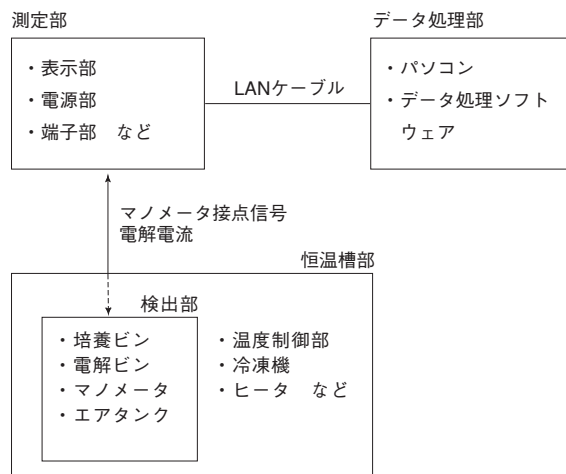 測定部
・表示部
・電源部
・端子部　など
LANケーブル
データ処理部
・パソコン
・データ処理ソフト
ウェア
マノメータ接点信号
電解電流
恒温槽部
検出部
・培養ビン
・電解ビン
・マノメータ
・エアタンク
・温度制御部
・冷凍機
・ヒータ　など